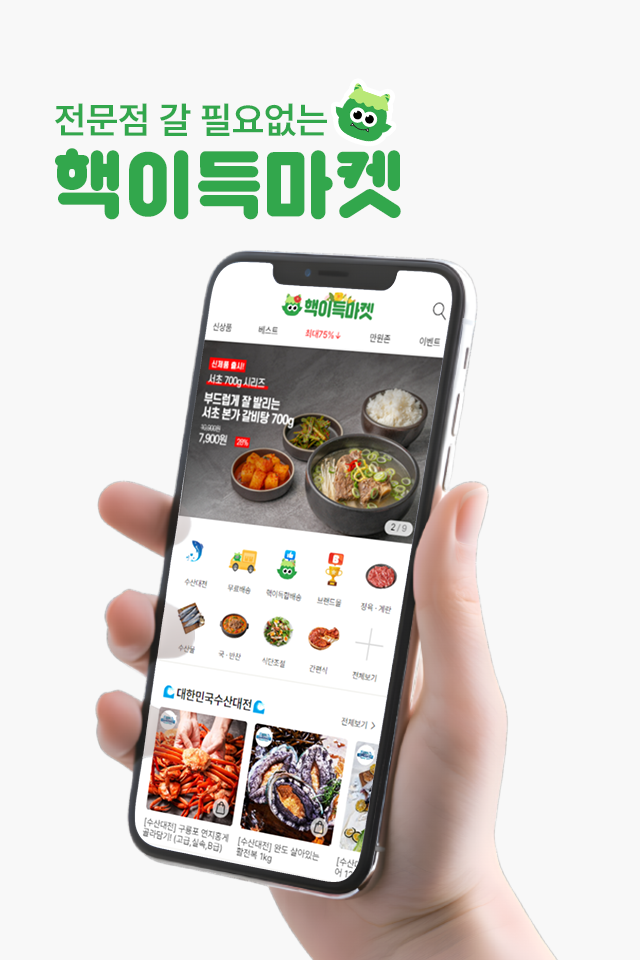 전문점 갈 필요없는
핵이득마켓
핵이득마켓
신상품 베스트 최대75%↓ 만원존 이벤트
신제품 출시!
서초 700g 시리즈
부드럽게 잘 발리는
서초 본가 갈비탕 700g
10,900원
7,900원 28%
2 / 9
수산대전 무료배송 핵이득합배송 브랜드몰 정육·계란
수산날 국·반찬 식단조절 간편식 전체보기
대한민국수산대전
전체보기 >
[수산대전] 구룡포 연지홍게
골라담기! (고급,실속,B급)
[수산대전] 완도 살아있는
활전복 1kg
[수산
어 12